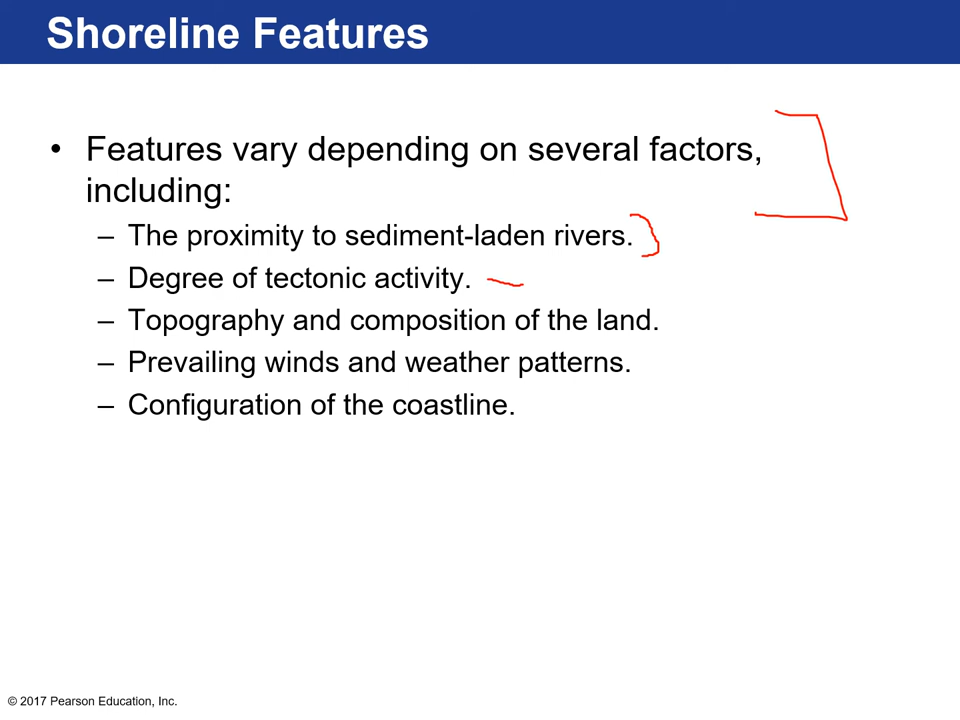 Shoreline Features
• Features vary depending on several factors,
including:
– The proximity to sediment-laden rivers.
– Degree of tectonic activity.
– Topography and composition of the land.
– Prevailing winds and weather patterns.
– Configuration of the coastline.
© 2017 Pearson Education, Inc.